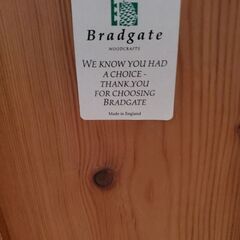 Bradgate
WOODCRAFTS
WE KNOW YOU HAD
A CHOICE -
THANK YOU
FOR CHOOSING
BRADGATE
Made in England